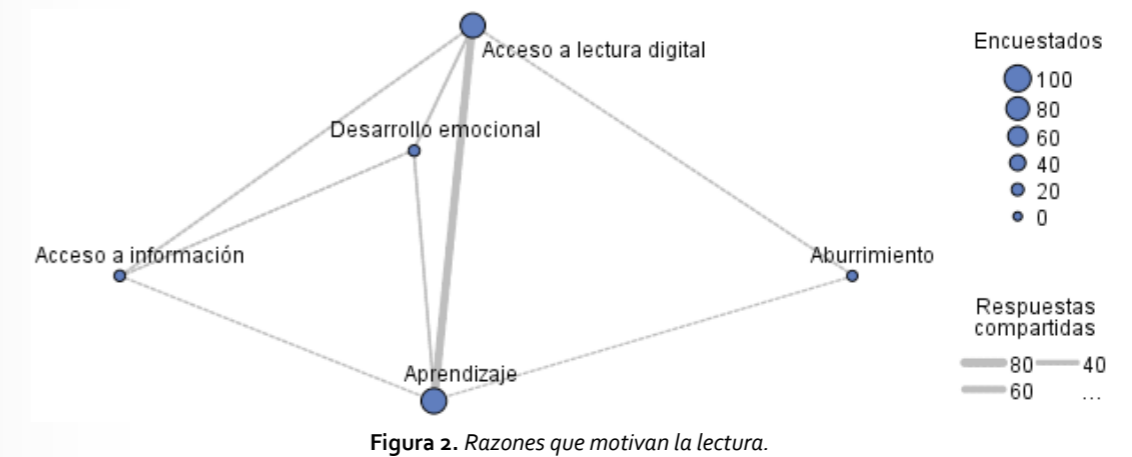 Acceso a lectura digital
Desarrollo emocional
Acceso a información
Aburrimiento
Aprendizaje
Encuestados
100
80
60
40
20
0
Respuestas
compartidas
80 40
60 ...
Figura 2. Razones que motivan la lectura.